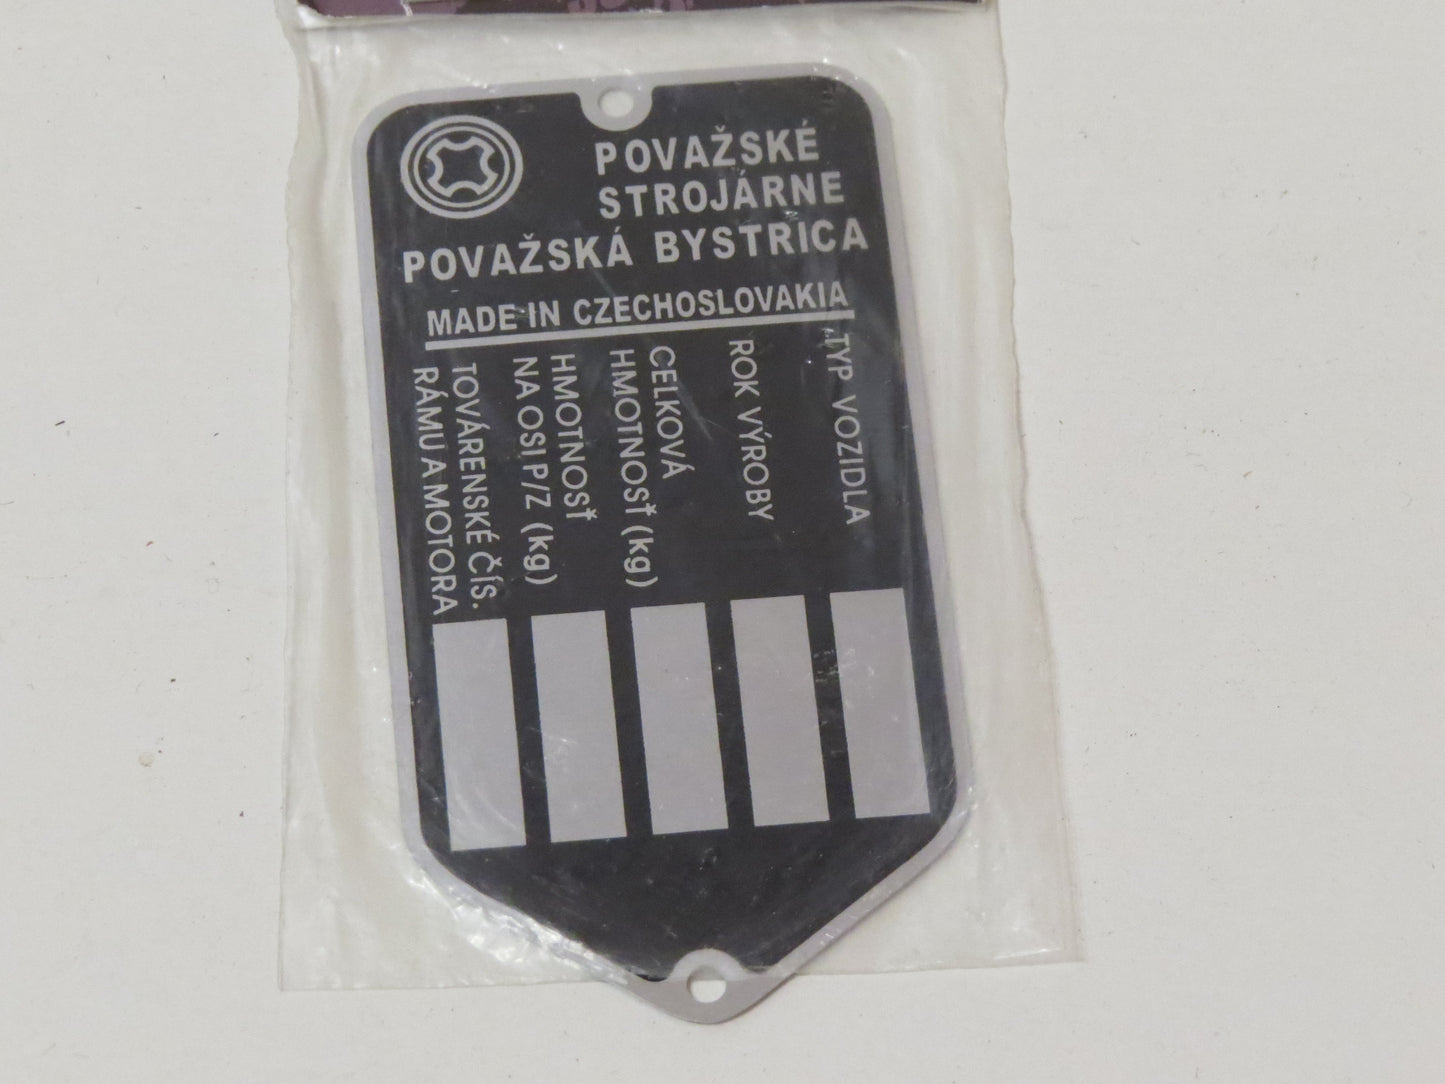 POVAŽSKÉ
STROJÁRNE
POVAŽSKÁ BYSTRICA
MADE IN CZECHOSLOVAKIA
TYP VOZIDLA
ROK VÝROBY
CELKOVÁ
HMOTNOSŤ (kg)
HMOTNOSŤ
NA OSI P/Z (kg)
TOVÁRENSKÉ ČÍS.
RÁMU A MOTORA